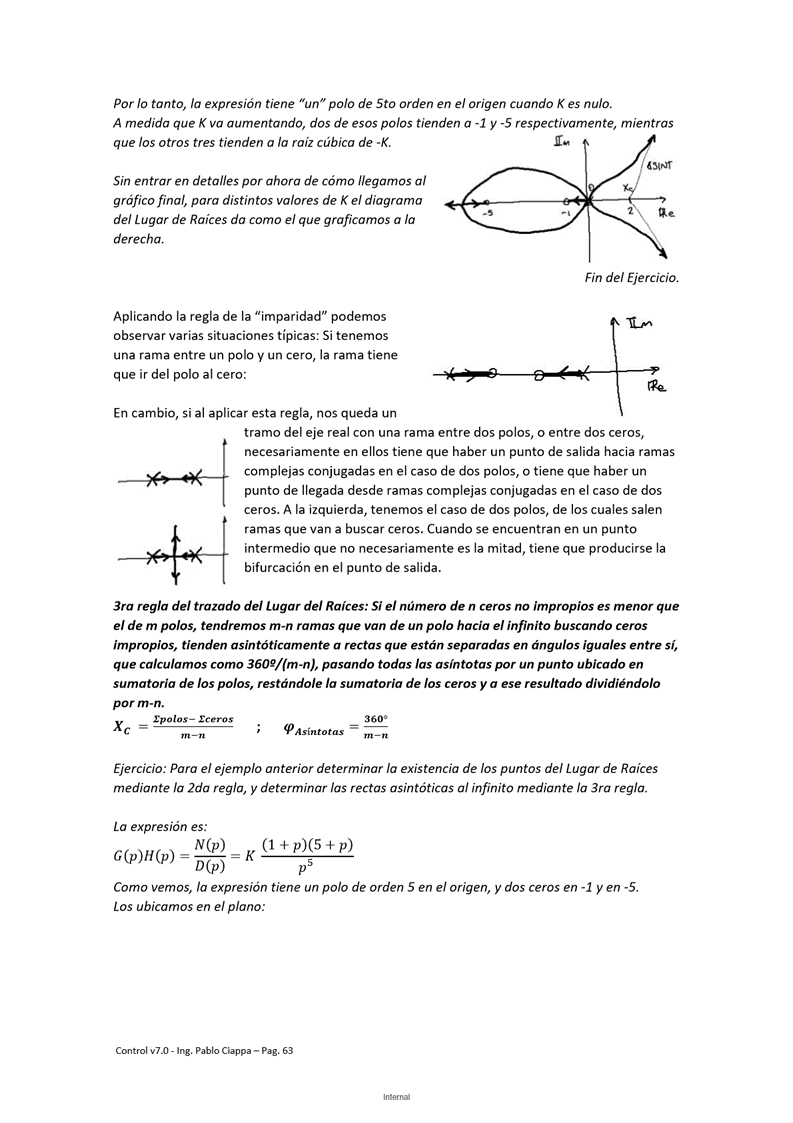 Por lo tanto, la expresión tiene “un” polo de 5to orden en el origen cuando K es nulo.
A medida que K va aumentando, dos de esos polos tienden a -1 y -5 respectivamente, mientras
que los otros tres tienden a la raíz cúbica de -K.
Sin entrar en detalles por ahora de cómo llegamos al
gráfico final, para distintos valores de K el diagrama
del Lugar de Raíces da como el que graficamos a la
derecha.
Im
ASINT
Xc
-5
-1
2
Re
Fin del Ejercicio.
Aplicando la regla de la “imparidad” podemos
observar varias situaciones típicas: Si tenemos
una rama entre un polo y un cero, la rama tiene
que ir del polo al cero:
Im
Re
En cambio, si al aplicar esta regla, nos queda un
tramo del eje real con una rama entre dos polos, o entre dos ceros,
necesariamente en ellos tiene que haber un punto de salida hacia ramas
complejas conjugadas en el caso de dos polos, o tiene que haber un
punto de llegada desde ramas complejas conjugadas en el caso de dos
ceros. A la izquierda, tenemos el caso de dos polos, de los cuales salen
ramas que van a buscar ceros. Cuando se encuentran en un punto
intermedio que no necesariamente es la mitad, tiene que producirse la
bifurcación en el punto de salida.
3ra regla del trazado del Lugar del Raíces: Si el número de n ceros no impropios es menor que
el de m polos, tendremos m-n ramas que van de un polo hacia el infinito buscando ceros
impropios, tienden asintóticamente a rectas que están separadas en ángulos iguales entre sí,
que calculamos como 360º/(m-n), pasando todas las asíntotas por un punto ubicado en
sumatoria de los polos, restándole la sumatoria de los ceros y a ese resultado dividiéndolo
por m-n.
X_C = (Σpolos− Σceros)/(m−n) ; φ_Asíntotas = 360°/(m−n)
Ejercicio: Para el ejemplo anterior determinar la existencia de los puntos del Lugar de Raíces
mediante la 2da regla, y determinar las rectas asintóticas al infinito mediante la 3ra regla.
La expresión es:
G(p)H(p) = N(p)/D(p) = K (1 + p)(5 + p)/p⁵
Como vemos, la expresión tiene un polo de orden 5 en el origen, y dos ceros en -1 y en -5.
Los ubicamos en el plano:
Control v7.0 - Ing. Pablo Ciappa – Pag. 63
Internal